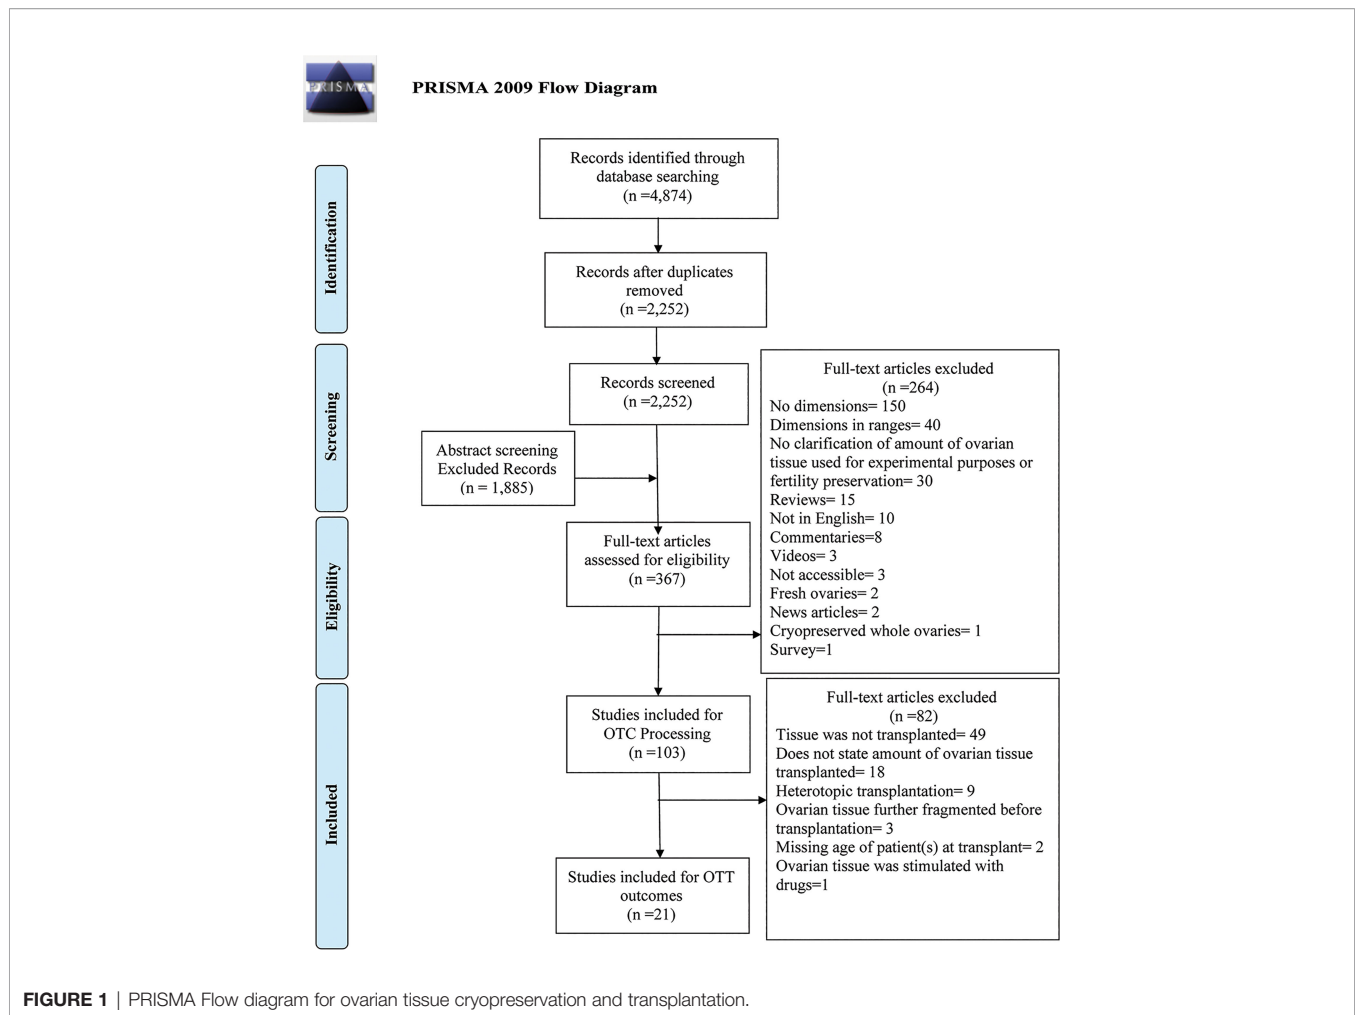 PRISMA
PRISMA 2009 Flow Diagram
Identification
Records identified through
database searching
(n =4,874)
Records after duplicates
removed
(n =2,252)
Screening
Records screened
(n =2,252)
Abstract screening
Excluded Records
(n = 1,885)
Full-text articles excluded
(n =264)
No dimensions= 150
Dimensions in ranges= 40
No clarification of amount of ovarian
tissue used for experimental purposes or
fertility preservation= 30
Reviews= 15
Not in English= 10
Commentaries=8
Videos= 3
Not accessible= 3
Fresh ovaries= 2
News articles= 2
Cryopreserved whole ovaries= 1
Survey=1
Eligibility
Full-text articles
assessed for eligibility
(n =367)
Included
Studies included for
OTC Processing
(n =103)
Full-text articles excluded
(n =82)
Tissue was not transplanted= 49
Does not state amount of ovarian tissue
transplanted= 18
Heterotopic transplantation= 9
Ovarian tissue further fragmented before
transplantation= 3
Missing age of patient(s) at transplant= 2
Ovarian tissue was stimulated with
drugs=1
Studies included for OTT
outcomes
(n =21)
FIGURE 1 | PRISMA Flow diagram for ovarian tissue cryopreservation and transplantation.